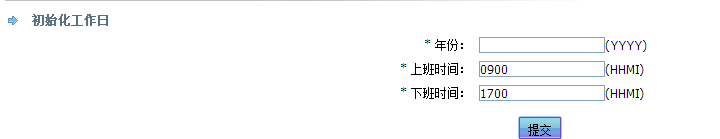 初始化工作日
* 年份： (YYYY)
* 上班时间： 0900 (HHMI)
* 下班时间： 1700 (HHMI)
提交